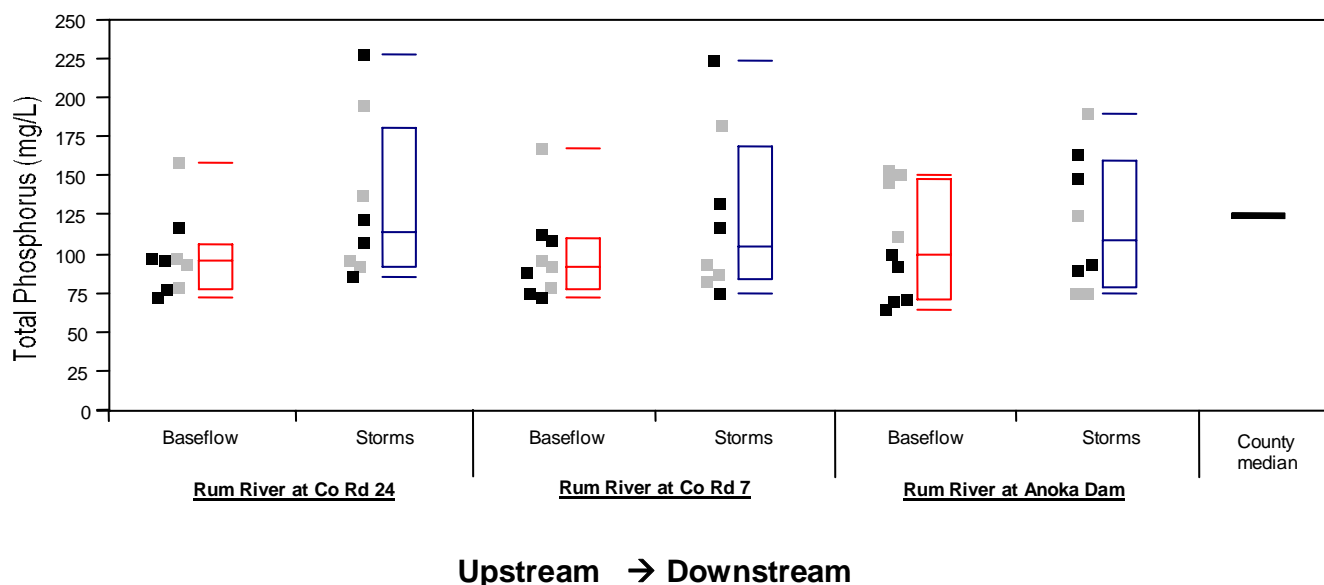 Total Phosphorus (mg/L)
250
225
200
175
150
125
100
75
50
25
0
Baseflow
Storms
Baseflow
Storms
Baseflow
Storms
County
median
Rum River at Co Rd 24
Rum River at Co Rd 7
Rum River at Anoka Dam
Upstream → Downstream